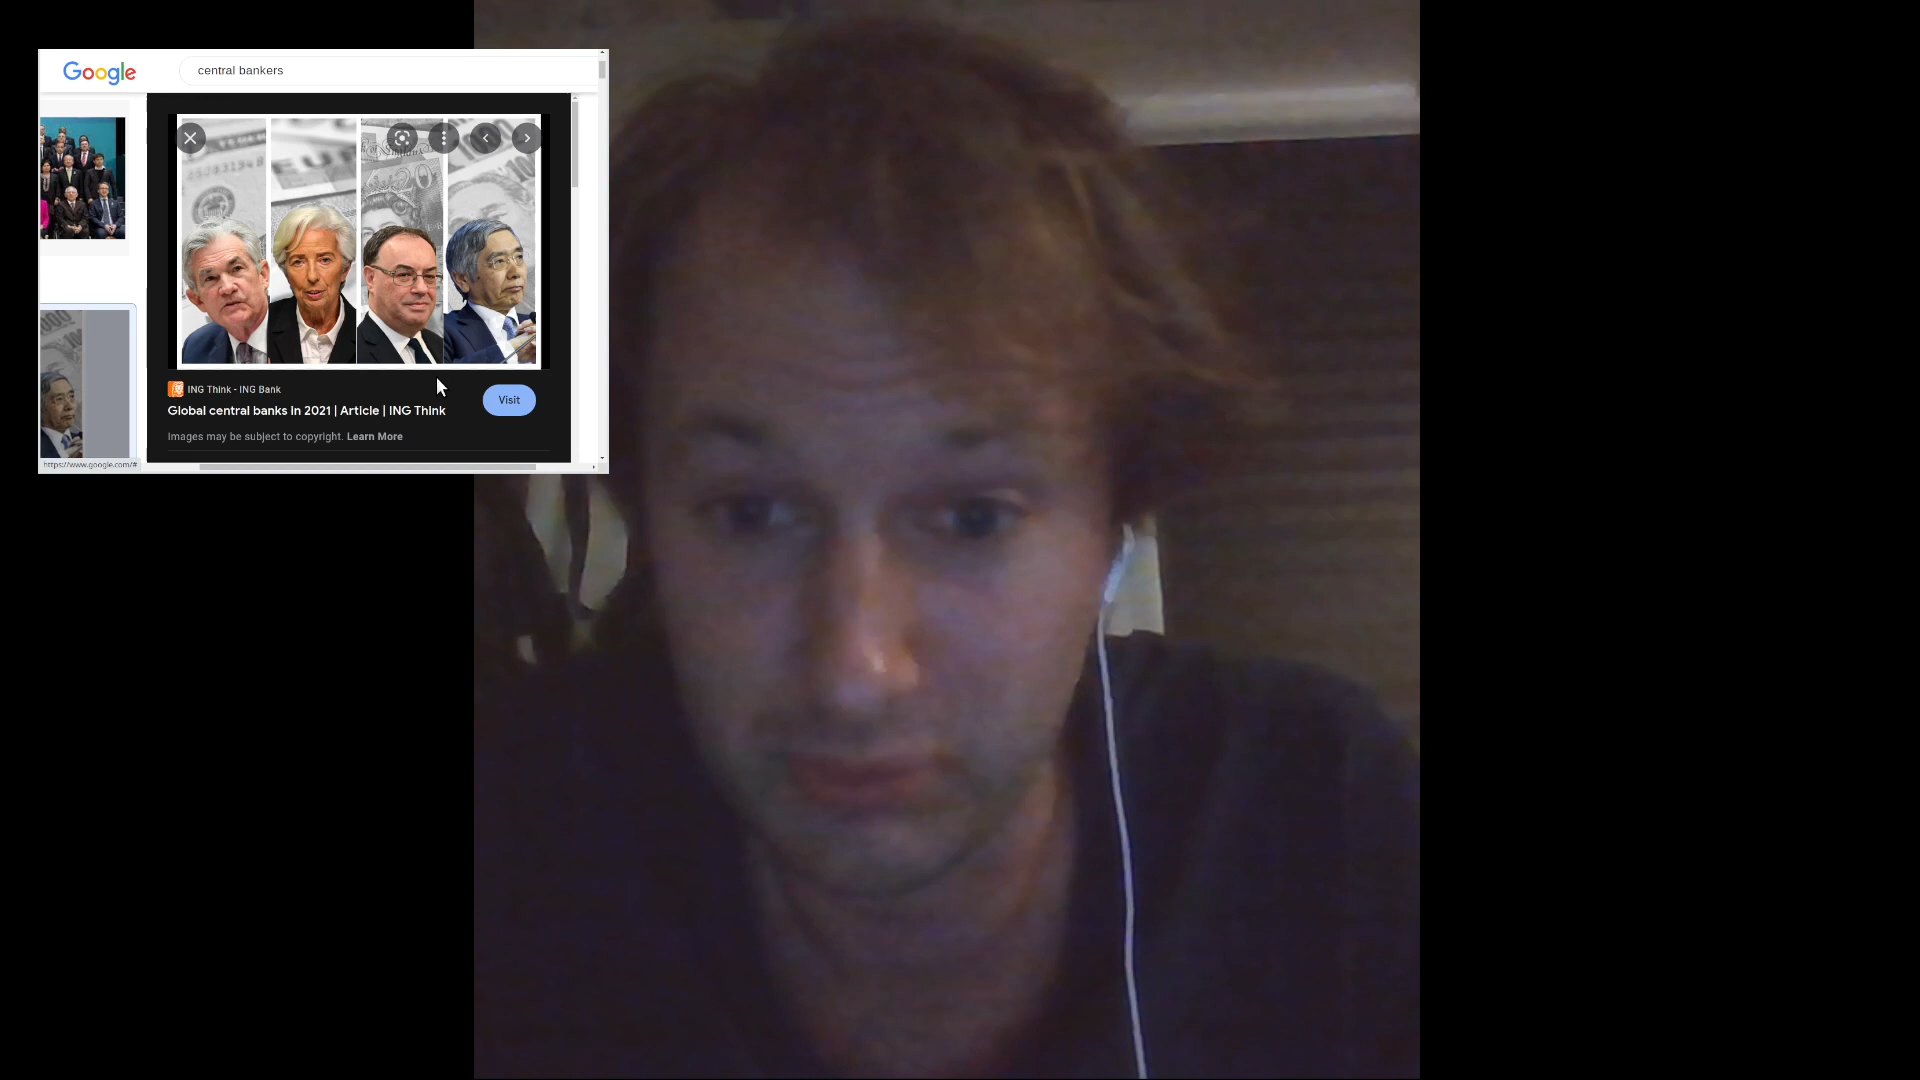 Google
central bankers
ING Think - ING Bank
Visit
Global central banks in 2021 | Article | ING Think
Images may be subject to copyright. Learn More
https://www.google.com/#